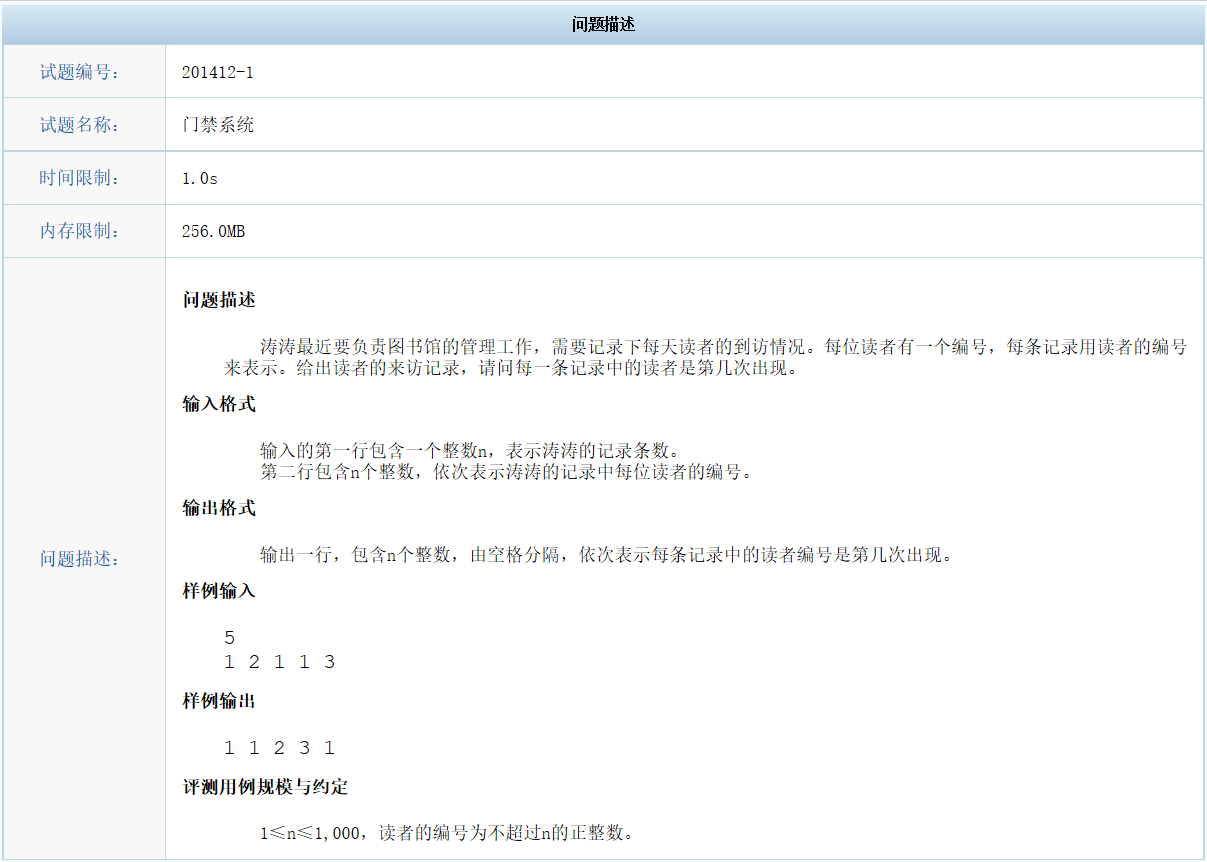 问题描述
试题编号： 201412-1
试题名称： 门禁系统
时间限制： 1.0s
内存限制： 256.0MB
问题描述：
问题描述
涛涛最近要负责图书馆的管理工作，需要记录下每天读者的到访情况。每位读者有一个编号，每条记录用读者的编号
来表示。给出读者的来访记录，请问每一条记录中的读者是第几次出现。
输入格式
输入的第一行包含一个整数n，表示涛涛的记录条数。
第二行包含n个整数，依次表示涛涛的记录中每位读者的编号。
输出格式
输出一行，包含n个整数，由空格分隔，依次表示每条记录中的读者编号是第几次出现。
样例输入
5
1 2 1 1 3
样例输出
1 1 2 3 1
评测用例规模与约定
1≤n≤1,000，读者的编号为不超过n的正整数。